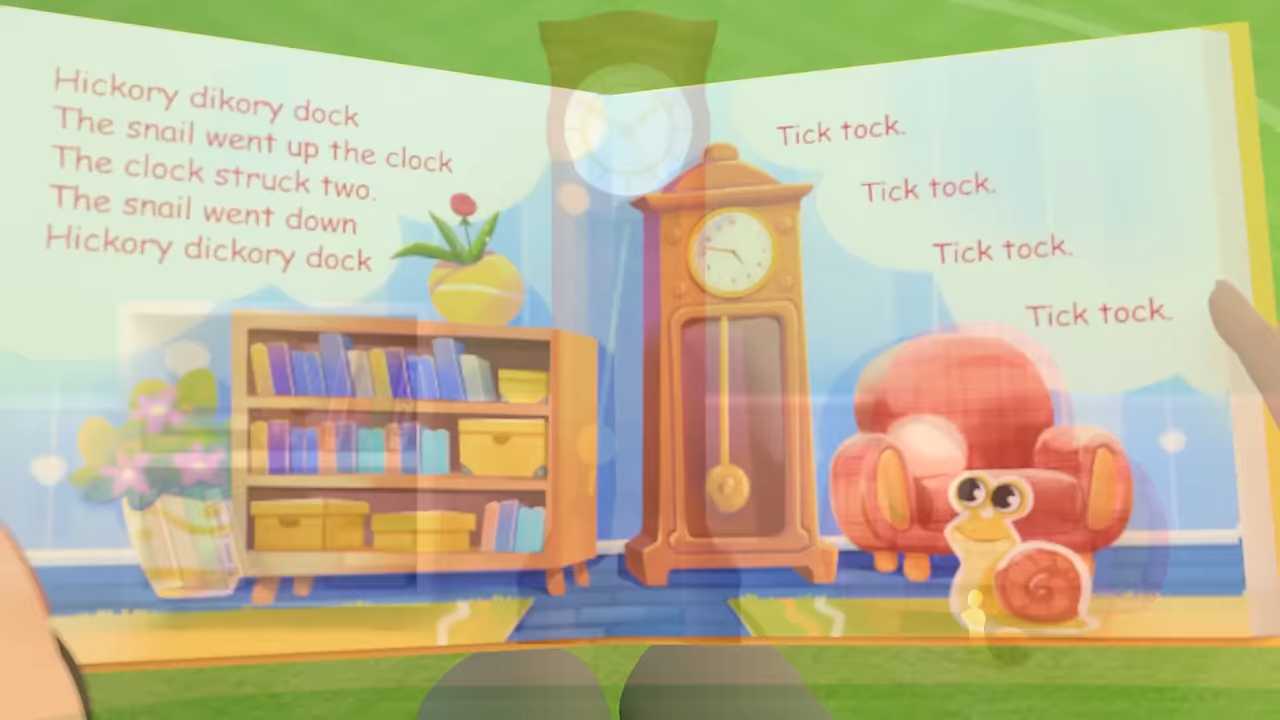 Hickory dikory dock
The snail went up the clock
The clock struck two.
The snail went down
Hickory dickory dock
Tick tock.
Tick tock.
Tick tock.
Tick tock.